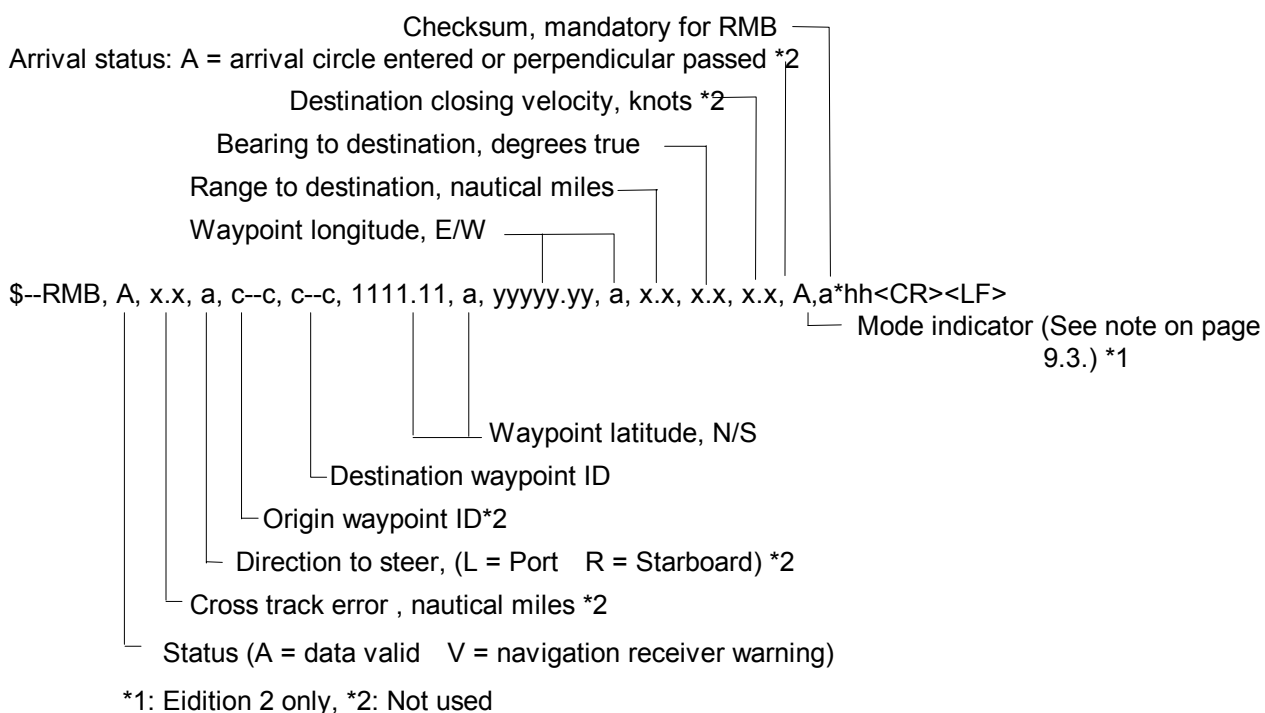 Checksum, mandatory for RMB
Arrival status: A = arrival circle entered or perpendicular passed *2
Destination closing velocity, knots *2
Bearing to destination, degrees true
Range to destination, nautical miles
Waypoint longitude, E/W
$--RMB, A, x.x, a, c--c, c--c, 1111.11, a, yyyyy.yy, a, x.x, x.x, x.x, A,a*hh<CR><LF>
Mode indicator (See note on page
9.3.) *1
Waypoint latitude, N/S
Destination waypoint ID
Origin waypoint ID*2
Direction to steer, (L = Port R = Starboard) *2
Cross track error , nautical miles *2
Status (A = data valid V = navigation receiver warning)
*1: Eidition 2 only, *2: Not used